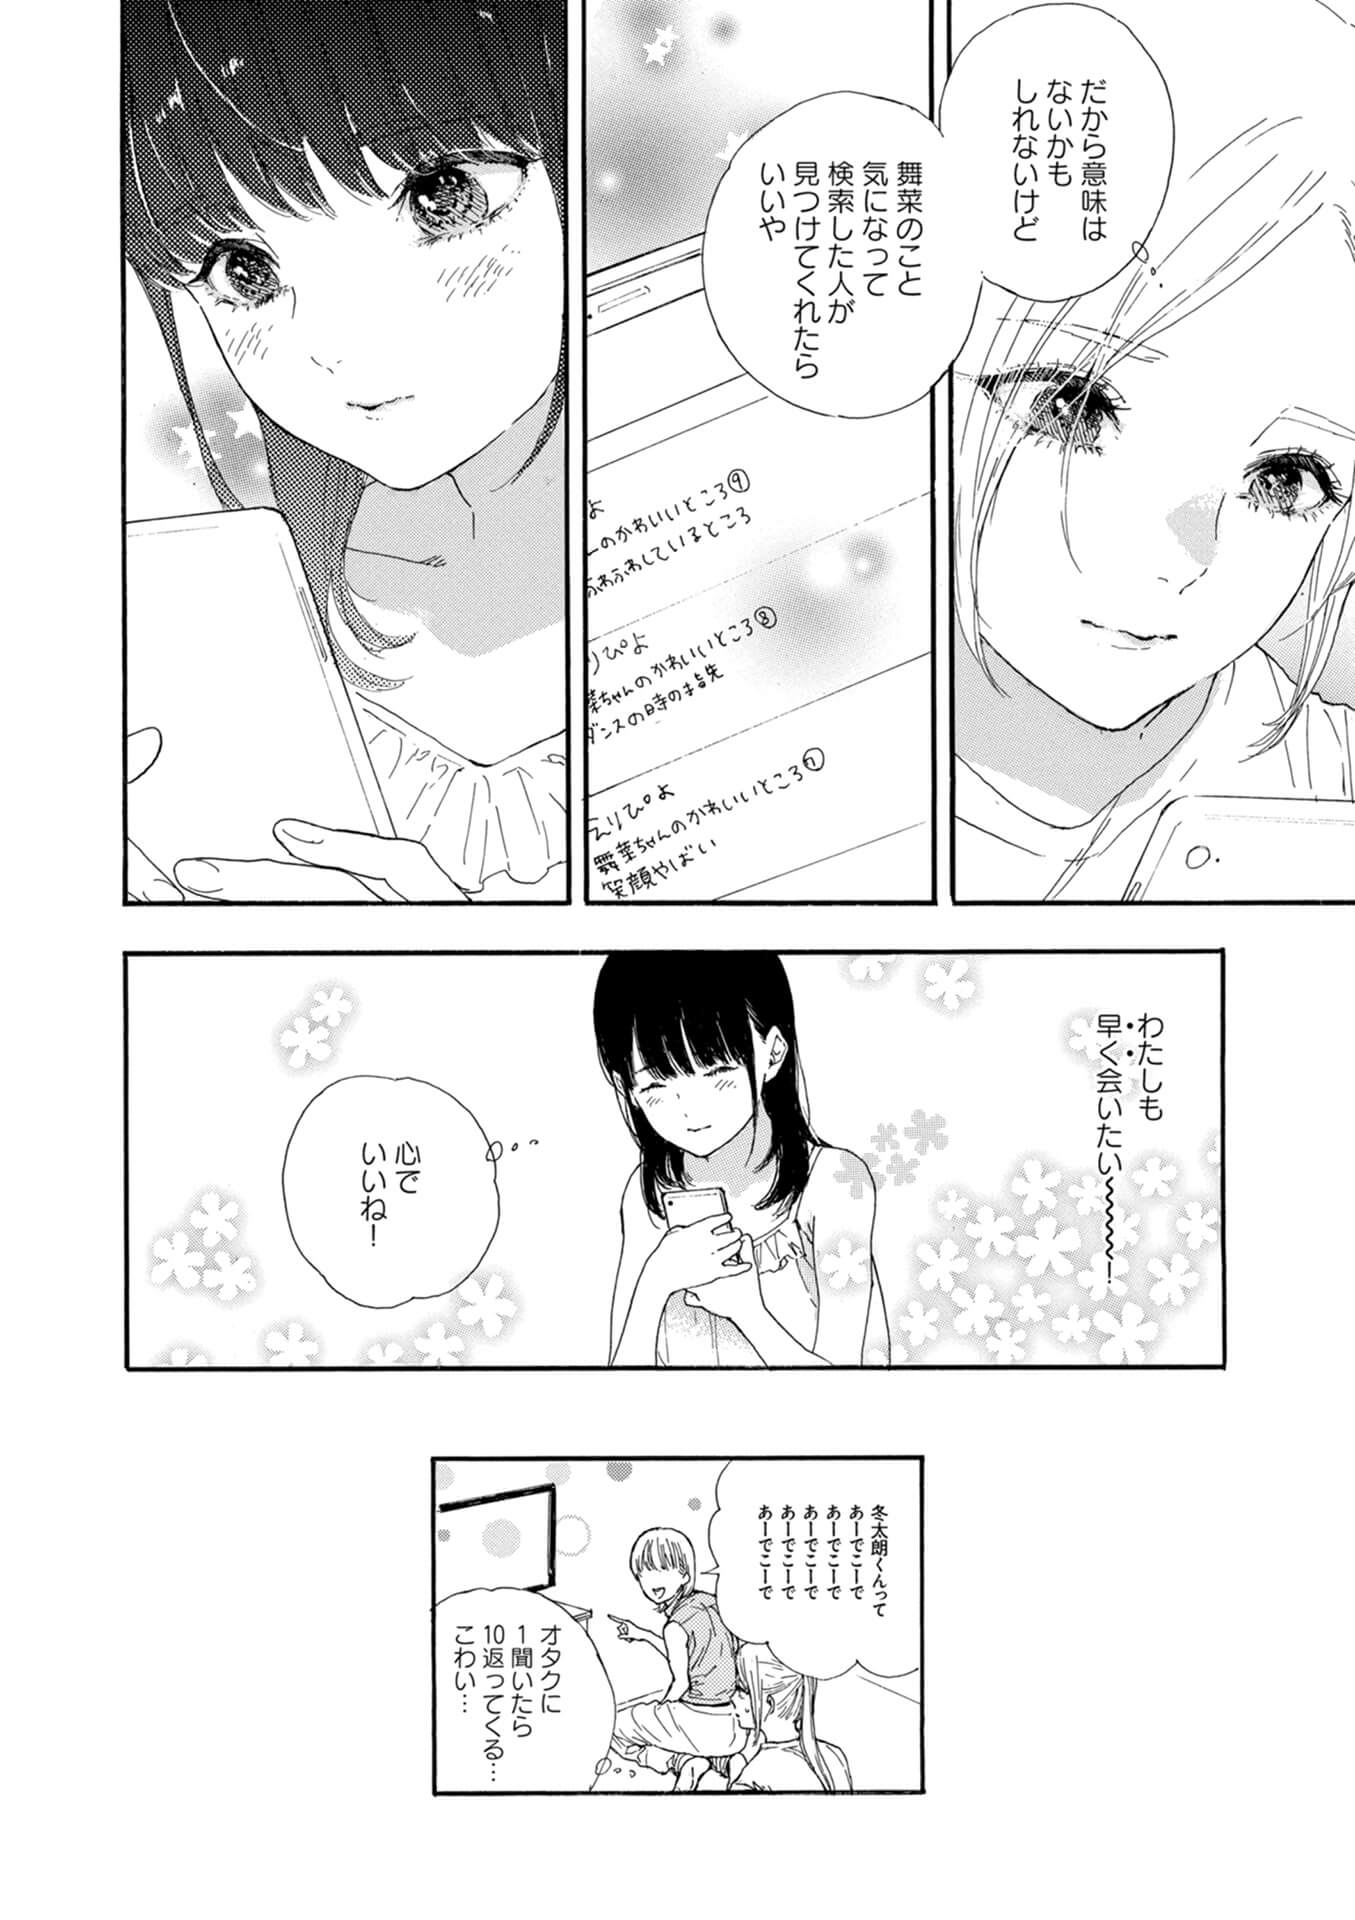 だから意味は
ないかも
しれないけど
舞菜のこと
気になって
検索した人が
見つけてくれたら
いいや
よ
んのかわいいところ⑨
ふわふわしているところ
りぴよ
菜ちゃんのかわいいところ⑧
ダンスの時の指先
えりぴよ
舞菜ちゃんのかわいいところ⑦
笑顔やばい
わたしも
早く会いたい〜〜〜〜!
心で
いいね!
冬太朗くんって
あーでこーで
あーでこーで
あーでこーで
あーでこーで
あーでこーで
オタクに
1聞いたら
10返ってくる…
こわい…